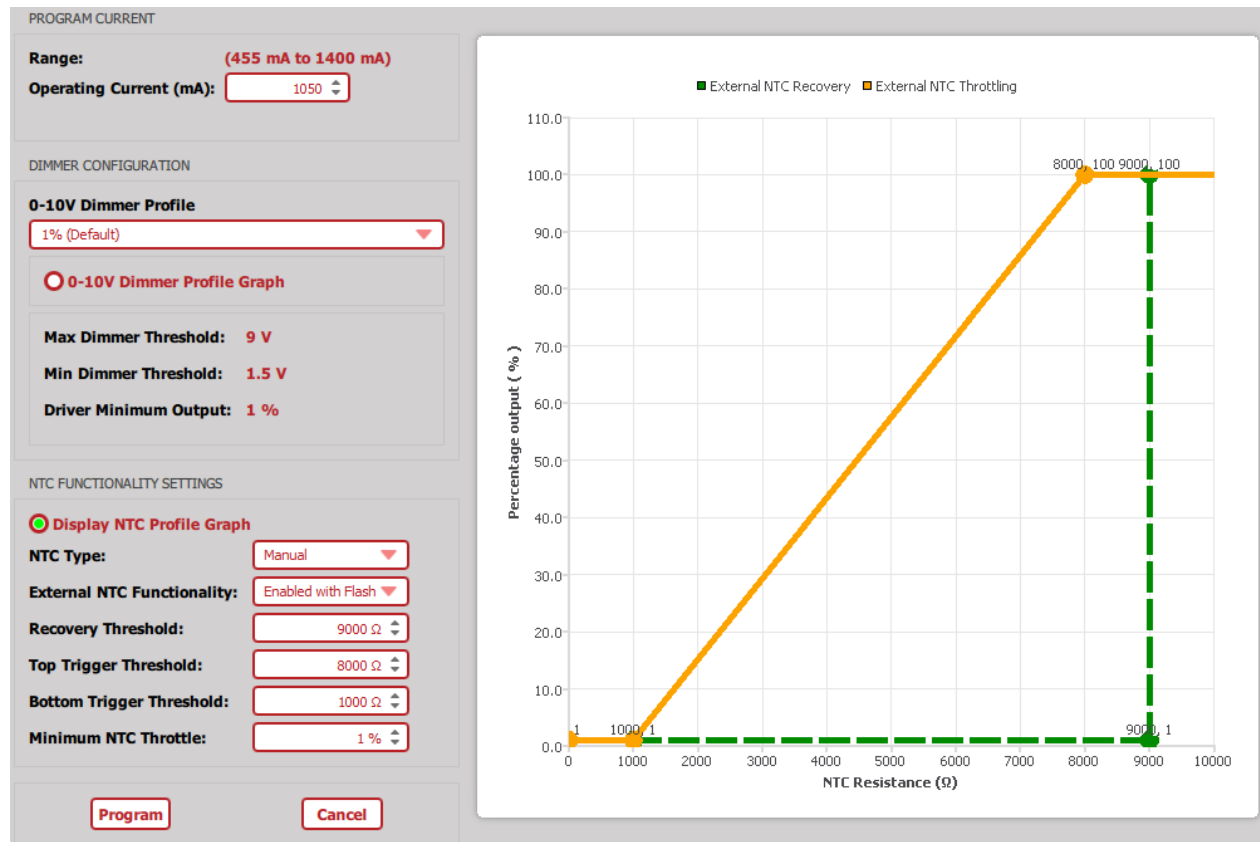 PROGRAM CURRENT
Range: (455 mA to 1400 mA)
Operating Current (mA): 1050
DIMMER CONFIGURATION
0-10V Dimmer Profile
1% (Default)
0-10V Dimmer Profile Graph
Max Dimmer Threshold: 9 V
Min Dimmer Threshold: 1.5 V
Driver Minimum Output: 1 %
NTC FUNCTIONALITY SETTINGS
Display NTC Profile Graph
NTC Type: Manual
External NTC Functionality: Enabled with Flash
Recovery Threshold: 9000 Ω
Top Trigger Threshold: 8000 Ω
Bottom Trigger Threshold: 1000 Ω
Minimum NTC Throttle: 1 %
Program Cancel
External NTC Recovery External NTC Throttling
110.0
8000, 100 9000, 100
100.0
90.0
80.0
70.0
60.0
50.0
40.0
30.0
20.0
10.0
1 1000, 1 9000, 1
0.0
0 1000 2000 3000 4000 5000 6000 7000 8000 9000 10000
Percentage output ( % )
NTC Resistance (Ω)